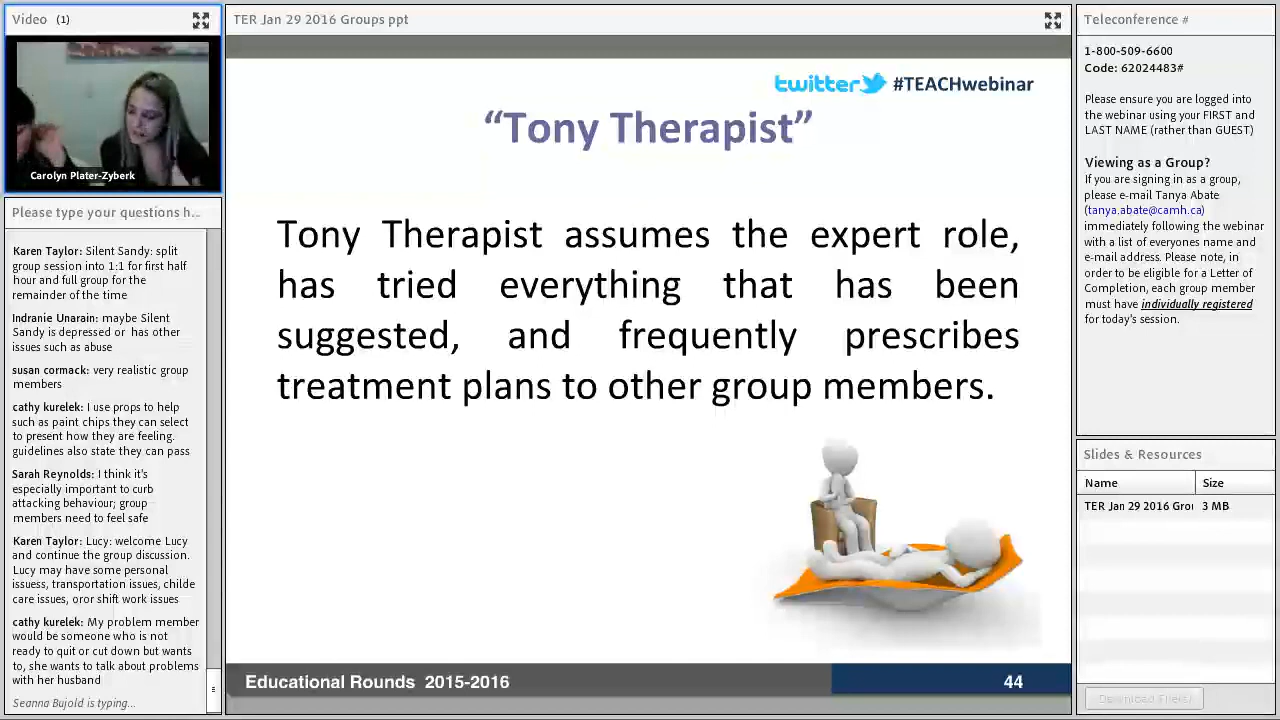 Video (1)
Carolyn Plater-Zyberk
Please type your questions h...
Karen Taylor: Silent Sandy: split
group session into 1:1 for first half
hour and full group for the
remainder of the time
Indranie Unarain: maybe Silent
Sandy is depressed or has other
issues such as abuse
susan cormack: very realistic group
members
cathy kurelek: I use props to help
such as paint chips they can select
to present how they are feeling.
guidelines also state they can pass
Sarah Reynolds: I think it's
especially important to curb
attacking behaviour; group
members need to feel safe
Karen Taylor: Lucy: welcome Lucy
and continue the group discussion.
Lucy may have some personal
issuess, transportation issues, childe
care issues, oror shift work issues
cathy kurelek: My problem member
would be someone who is not
ready to quit or cut down but wants
to, she wants to talk about problems
with her husband
Seanna Bujold is typing...
TER Jan 29 2016 Groups ppt
twitter #TEACHwebinar
“Tony Therapist”
Tony Therapist assumes the expert role,
has tried everything that has been
suggested, and frequently prescribes
treatment plans to other group members.
Educational Rounds 2015-2016
44
Teleconference #
1-800-509-6600
Code: 62024483#
Please ensure you are logged into
the webinar using your FIRST and
LAST NAME (rather than GUEST)
Viewing as a Group?
If you are signing in as a group,
please e-mail Tanya Abate
(tanya.abate@camh.ca)
immediately following the webinar
with a list of everyones name and
e-mail address. Please note, in
order to be eligible for a Letter of
Completion, each group member
must have individually registered
for today's session.
Slides & Resources
Name Size
TER Jan 29 2016 Grou 3 MB
Download File(s)